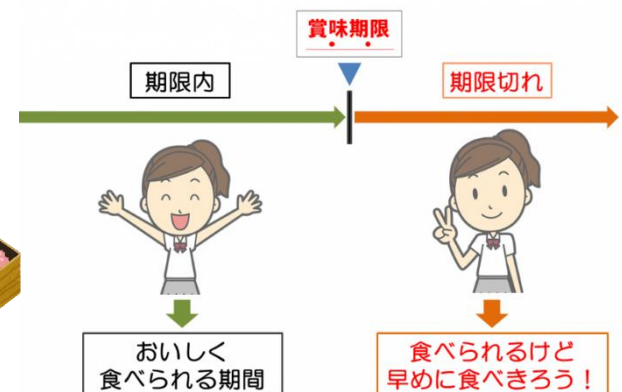 賞味期限
期限内
期限切れ
おいしく
食べられる期間
食べられるけど
早めに食べきろう！